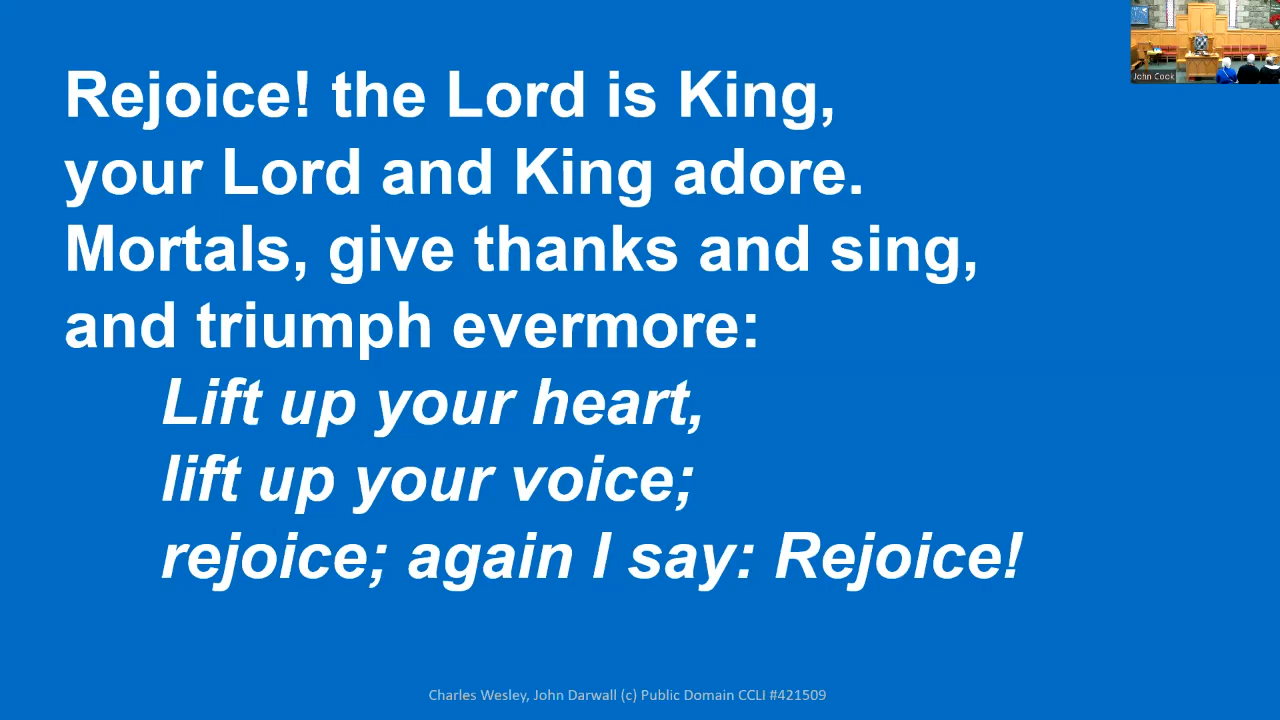 Rejoice! the Lord is King,
your Lord and King adore.
Mortals, give thanks and sing,
and triumph evermore:
Lift up your heart,
lift up your voice;
rejoice; again I say: Rejoice!
John Cook
Charles Wesley, John Darwall (c) Public Domain CCLI #421509